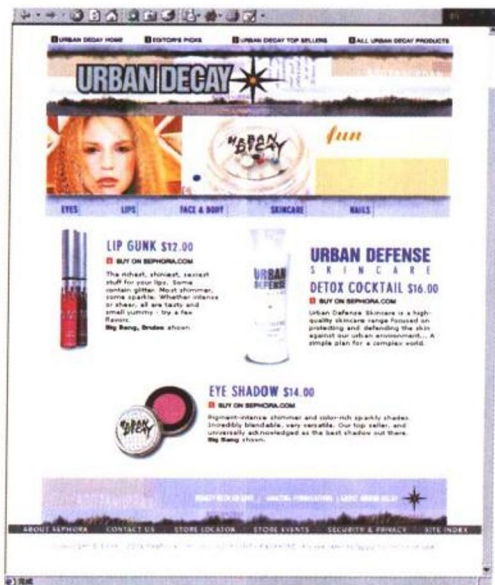 URBAN DECAY HOME
EDITOR'S PICKS
URBAN DECAY TOP SELLERS
ALL URBAN DECAY PRODUCTS
URBAN DECAY
URBAN DECAY
fun
EYES
LIPS
FACE & BODY
SKINCARE
NAILS
LIP GUNK $12.00
BUY ON SEPHORA.COM
The richest, shiniest, sexiest
stuff for your lips. Some
contain glitter. Most shimmer,
some sparkle. Whether intense
or sheer, all are tasty and
smell yummy - try a few
flavors.
Big Bang, Bruise shown.
URBAN
DEFENSE
URBAN DEFENSE
SKINCARE
DETOX COCKTAIL $16.00
BUY ON SEPHORA.COM
Urban Defense Skincare is a high-
quality skincare range focused on
protecting and defending the skin
against our urban environment... A
simple plan for a complex world.
EYE SHADOW $14.00
BUY ON SEPHORA.COM
Pigment-intense shimmer and color-rich sparkly shades.
Incredibly blendable, very versatile. Our top seller, and
universally acknowledged as the best shadow out there.
Big Bang shown.
URBAN DECAY
ABOUT SEPHORA
CONTACT US
STORE LOCATOR
STORE EVENTS
SECURITY & PRIVACY
SITE INDEX